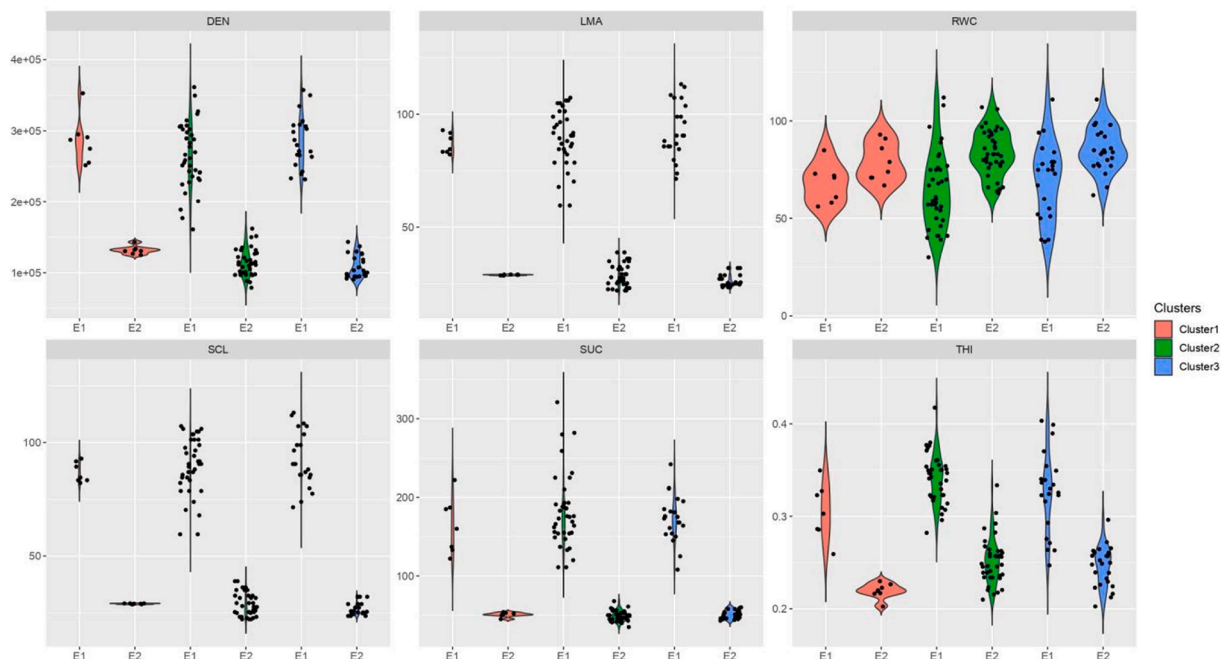 DEN
LMA
RWC
4e+05
3e+05
2e+05
1e+05
100
50
100
50
0
E1 E2 E1 E2 E1 E2
E1 E2 E1 E2 E1 E2
E1 E2 E1 E2 E1 E2
Clusters
Cluster1
Cluster2
Cluster3
SCL
SUC
THI
100
50
300
200
100
0.4
0.3
0.2
E1 E2 E1 E2 E1 E2
E1 E2 E1 E2 E1 E2
E1 E2 E1 E2 E1 E2